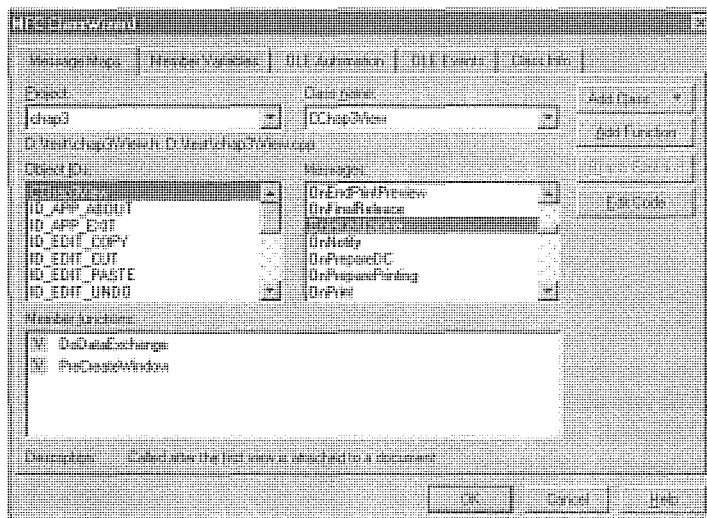 MFC ClassWizard
Message Maps | Member Variables | OLE Automation | OLE Events | Class Info
Project: Class name:
chap3 CChap3View
Add Class...
Add Function
D:\test\chap3\View.h, D:\test\chap3\View.cpp
Object IDs: Messages:
Edit Code
OnEndPrintPreview
ID_APP_ABOUT OnFinalRelease
ID_APP_EXIT
ID_EDIT_COPY OnNotify
ID_EDIT_CUT OnPrepareDC
ID_EDIT_PASTE OnPreparePrinting
ID_EDIT_UNDO OnPrint
Member functions:
V DoDataExchange
V PreCreateWindow
Description: Called after the first view is attached to a document
OK Cancel Help